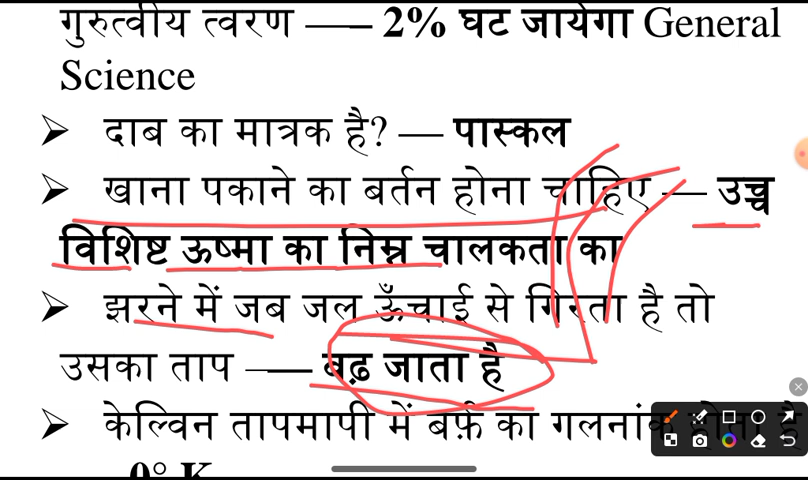 गुरुत्वीय त्वरण — 2% घट जायेगा General
Science
➢ दाब का मात्रक है? — पास्कल
➢ खाना पकाने का बर्तन होना चाहिए — उच्च
विशिष्ट ऊष्मा का निम्न चालकता का
➢ झरने में जब जल ऊँचाई से गिरता है तो
उसका ताप — बढ़ जाता है
➢ केल्विन तापमापी में बर्फ़ का गलनांक होता है
0° K